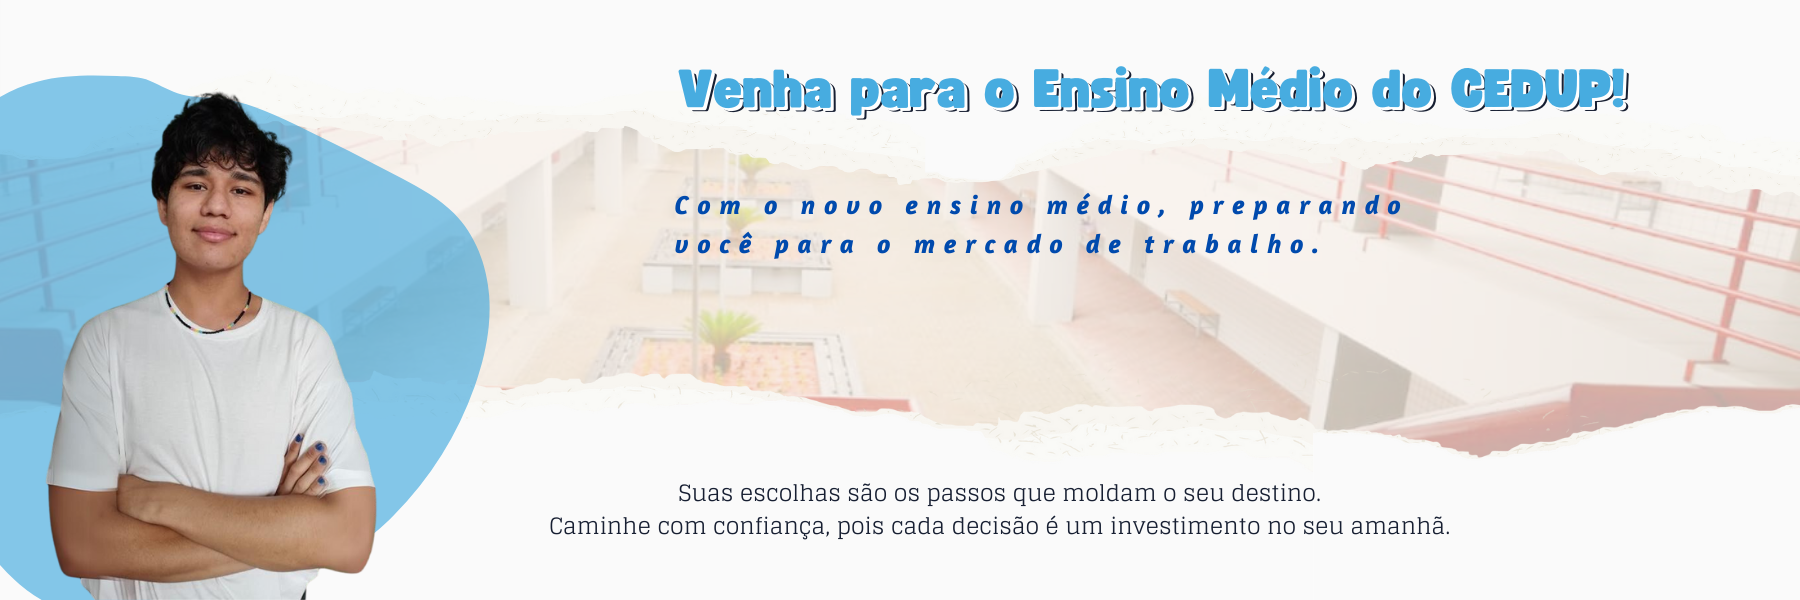 Venha para o Ensino Médio do CEDUP!
Com o novo ensino médio, preparando
você para o mercado de trabalho.
Suas escolhas são os passos que moldam o seu destino.
Caminhe com confiança, pois cada decisão é um investimento no seu amanhã.